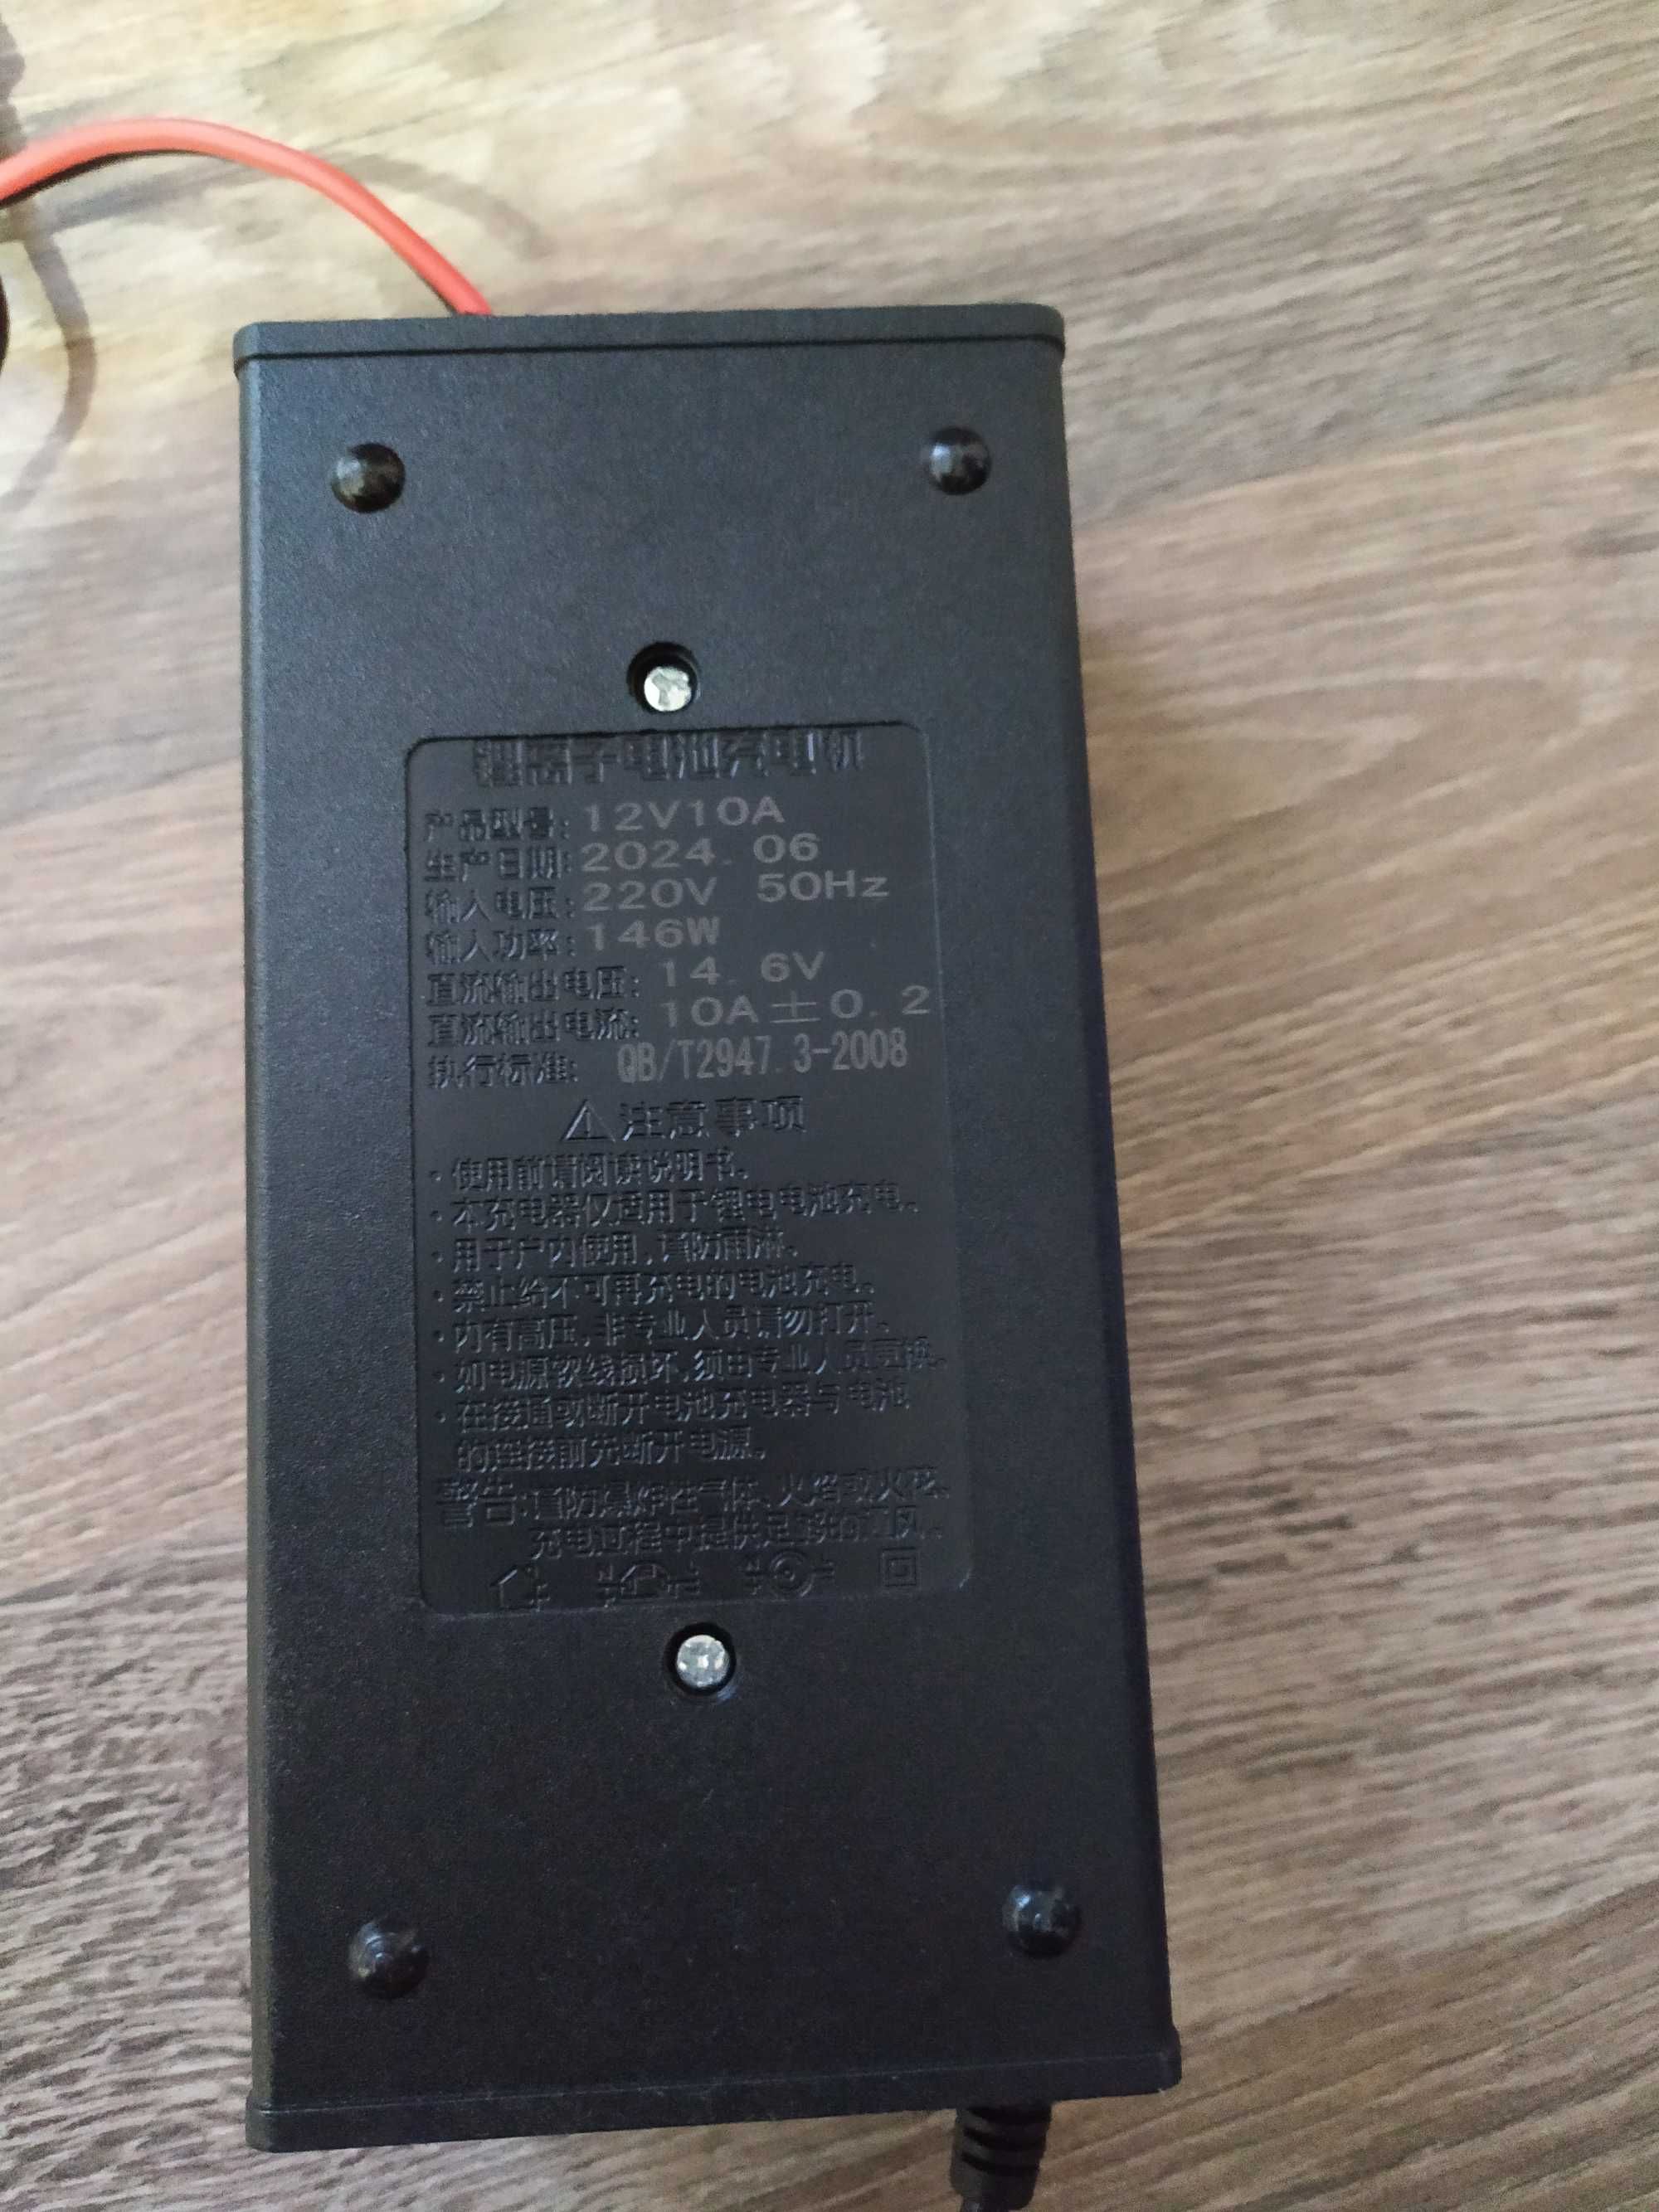 锂离子电池充电机
产品型号: 12V10A
生产日期: 2024. 06
输入电压: 220V 50Hz
输入功率: 146W
直流输出电压: 14. 6V
直流输出电流: 10A±0. 2
执行标准: QB/T2947. 3-2008
⚠注意事项
· 使用前请阅读说明书。
· 本充电器仅适用于锂电电池充电。
· 用于户内使用, 谨防雨淋。
· 禁止给不可再充电的电池充电。
· 内有高压, 非专业人员请勿打开。
· 如电源软线损坏, 须由专业人员更换。
· 在接通或断开电池充电器与电池
的连接前先断开电源。
警告: 谨防爆炸性气体、火焰或火花。
充电过程中提供足够的通风。